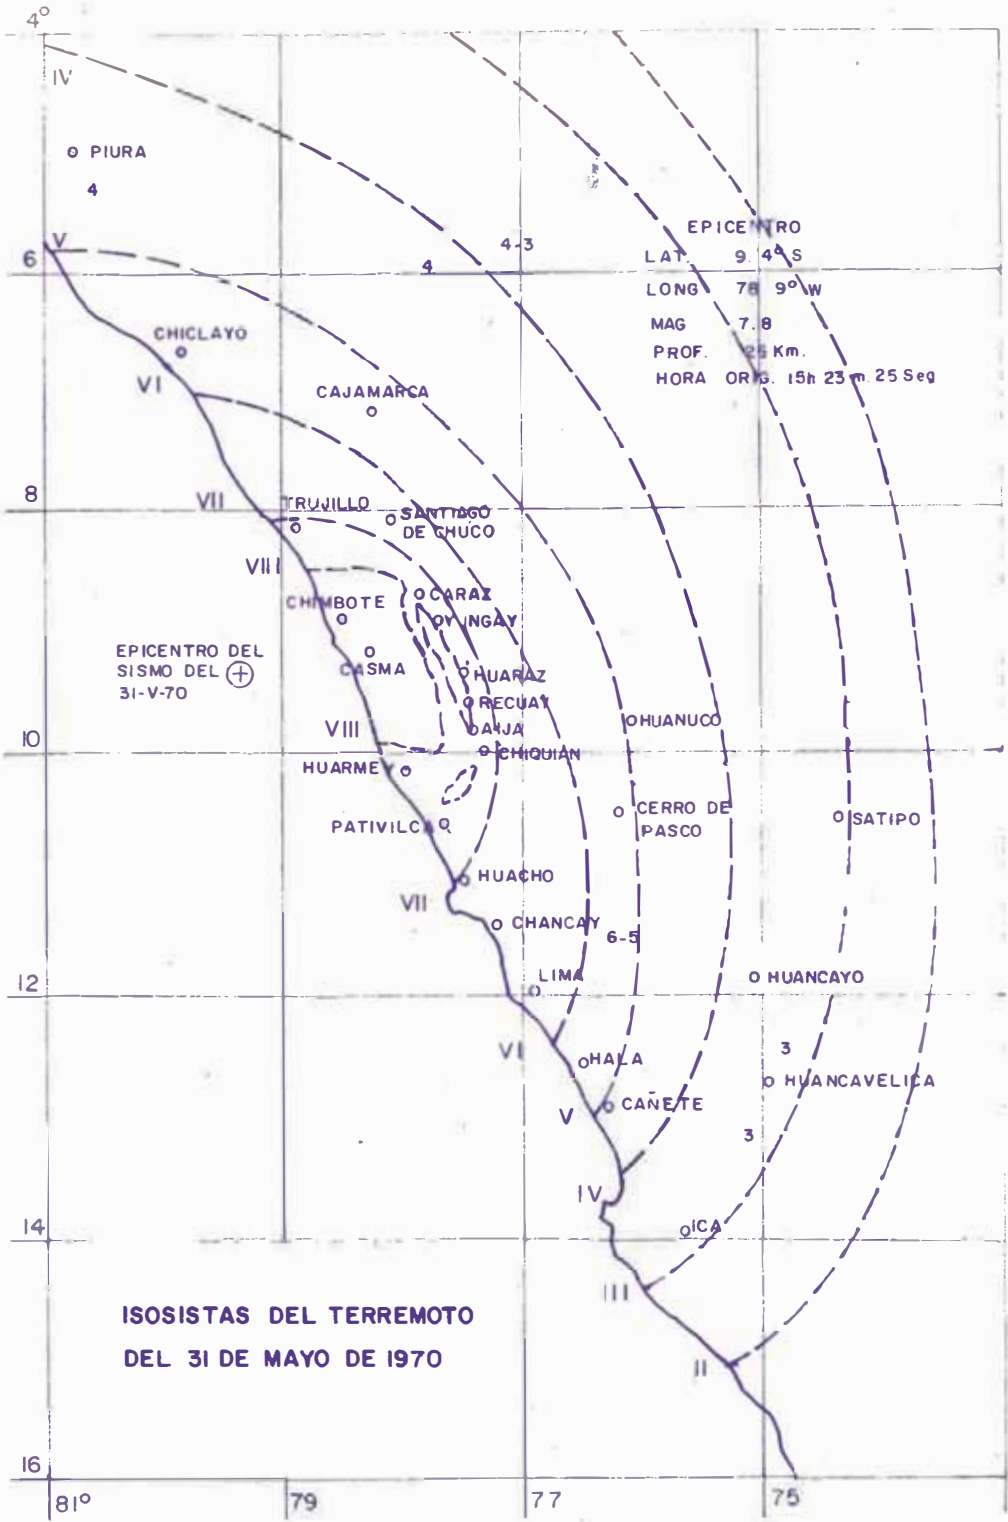 4°
IV
PIURA
4
EPICENTRO
LAT. 9.4° S
LONG 78 9° W
MAG 7.8
PROF. Km.
HORA ORIG. 15h 23 m. 25 Seg
V
4-3
4
6
CHICLAYO
VI
CAJAMARCA
8
VII
TRUJILLO
SANTIAGO
DE CHUCO
VIII
CARAZ
CHIMBOTE
EPICENTRO DEL
SISMO DEL
31-V-70
CASMA
HUARAZ
RECUAY
AIJA
VIII
HUANUCO
10
CHIQUIAN
HUARMEY
CERRO DE
PASCO
SATIPO
PATIVILCA
HUACHO
VII
CHANCAY
6-5
12
LIMA
HUANCAYO
VI
HALA
3
HUANCAVELICA
V
CAÑETE
3
IV
14
ICA
III
ISOSISTAS DEL TERREMOTO
DEL 31 DE MAYO DE 1970
II
16
81°
79
77
75